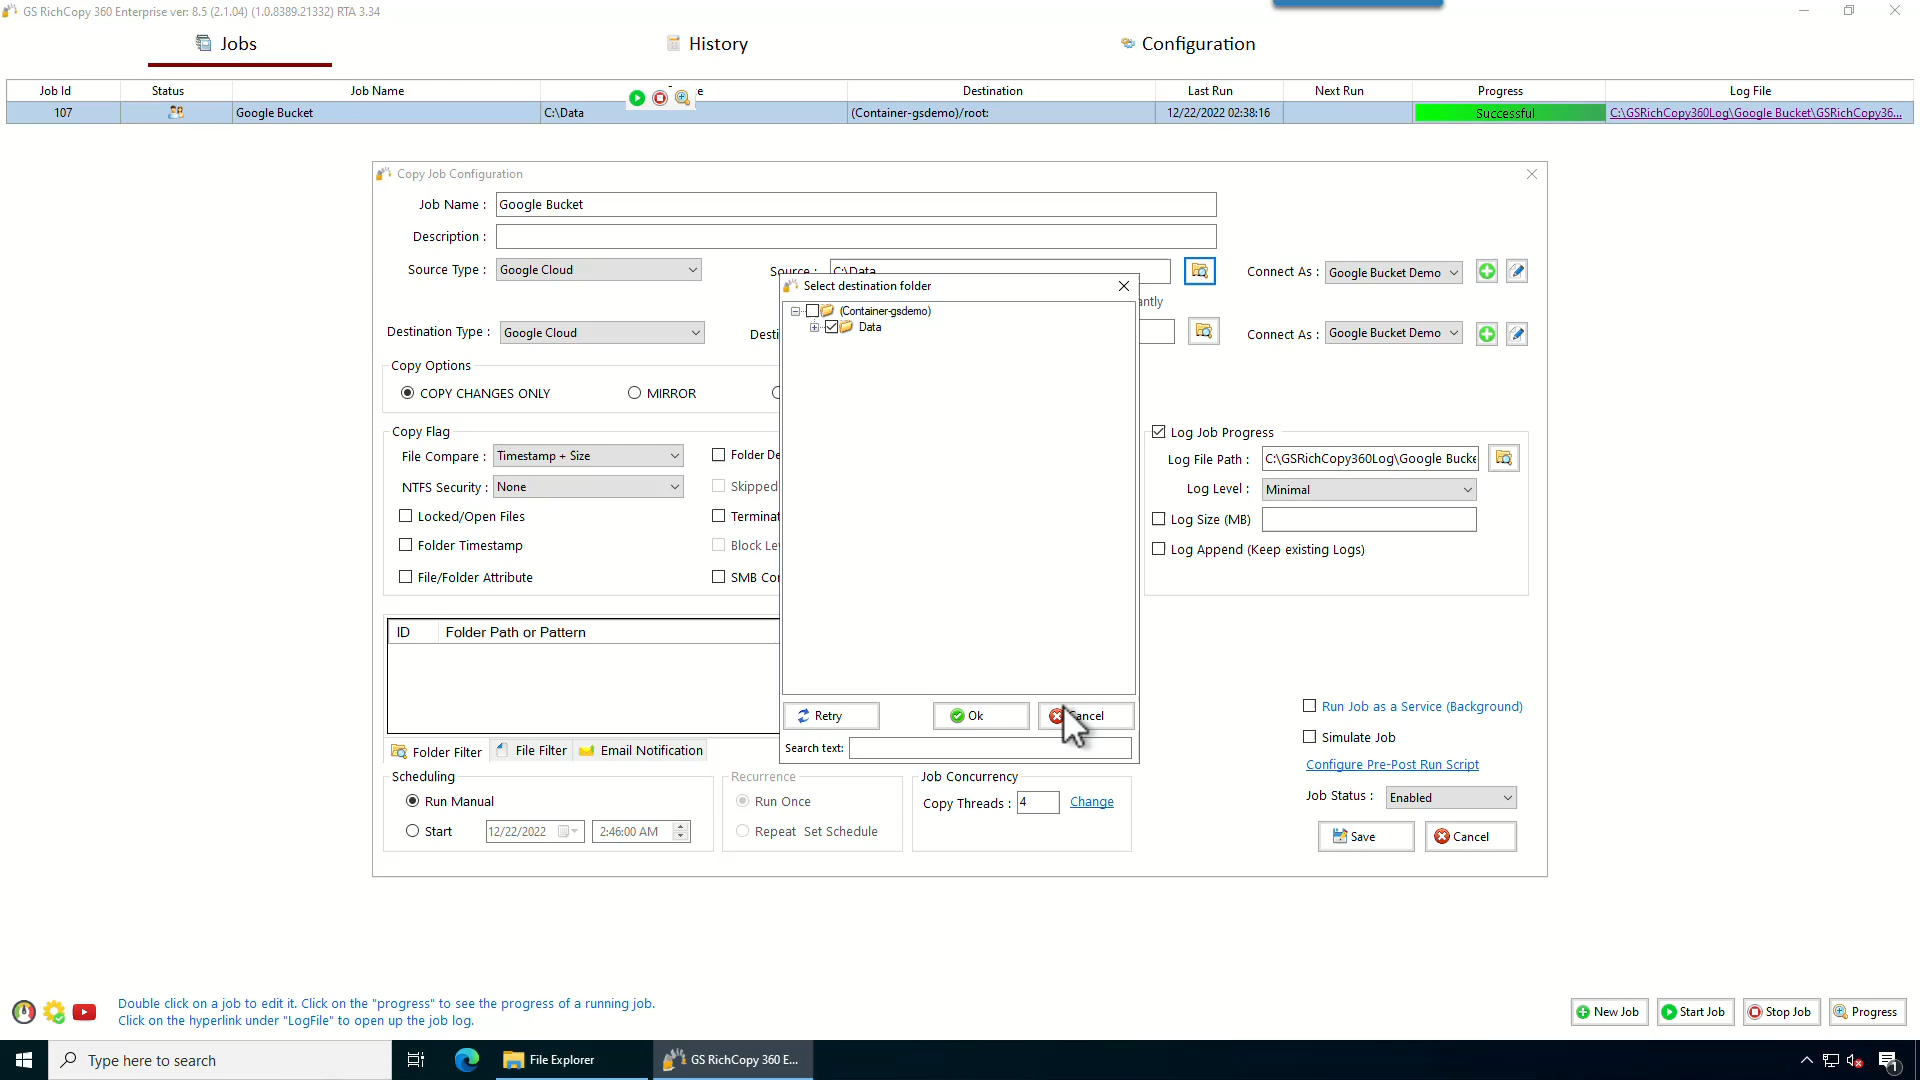 GS RichCopy 360 Enterprise ver: 8.5 (2.1.04) (1.0.8389.21332) RTA 3.34
Jobs
History
Configuration
Job Id
Status
Job Name
e
Destination
Last Run
Next Run
Progress
Log File
107
Google Bucket
C:\Data
(Container-gsdemo)/root:
12/22/2022 02:38:16
Successful
C:\GSRichCopy360Log\Google Bucket\GSRichCopy36...
Copy Job Configuration
Job Name :
Google Bucket
Description :
Source Type :
Google Cloud
Source :
C:\Data
Connect As :
Google Bucket Demo
antly
Destination Type :
Google Cloud
Desti
Connect As :
Google Bucket Demo
Select destination folder
(Container-gsdemo)
Data
Retry
Ok
Cancel
Search text:
Copy Options
COPY CHANGES ONLY
MIRROR
Copy Flag
File Compare :
Timestamp + Size
Folder De
NTFS Security :
None
Skipped
Locked/Open Files
Terminat
Folder Timestamp
Block Le
File/Folder Attribute
SMB Co
Log Job Progress
Log File Path :
C:\GSRichCopy360Log\Google Bucke
Log Level :
Minimal
Log Size (MB)
Log Append (Keep existing Logs)
ID
Folder Path or Pattern
Folder Filter
File Filter
Email Notification
Run Job as a Service (Background)
Simulate Job
Configure Pre-Post Run Script
Job Status :
Enabled
Save
Cancel
Scheduling
Run Manual
Start
12/22/2022
2:46:00 AM
Recurrence
Run Once
Repeat
Set Schedule
Job Concurrency
Copy Threads :
4
Change
Double click on a job to edit it. Click on the "progress" to see the progress of a running job.
Click on the hyperlink under "LogFile" to open up the job log.
New Job
Start Job
Stop Job
Progress
Type here to search
File Explorer
GS RichCopy 360 E...
1